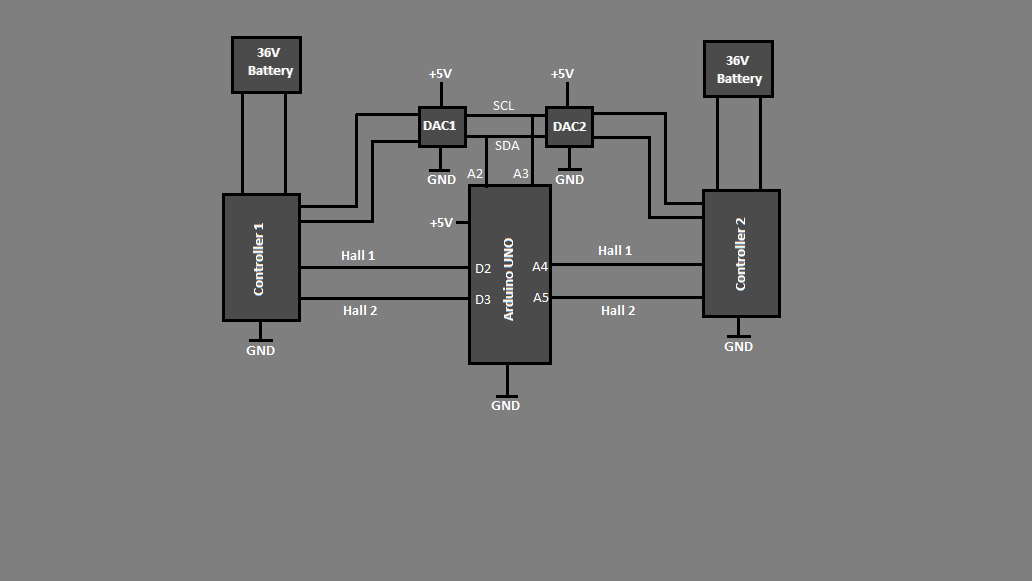 36V
Battery
36V
Battery
+5V
+5V
SCL
DAC1
DAC2
SDA
A2
A3
GND
GND
+5V
Controller 1
Arduino UNO
Controller 2
Hall 1
Hall 1
D2
A4
D3
A5
Hall 2
Hall 2
GND
GND
GND